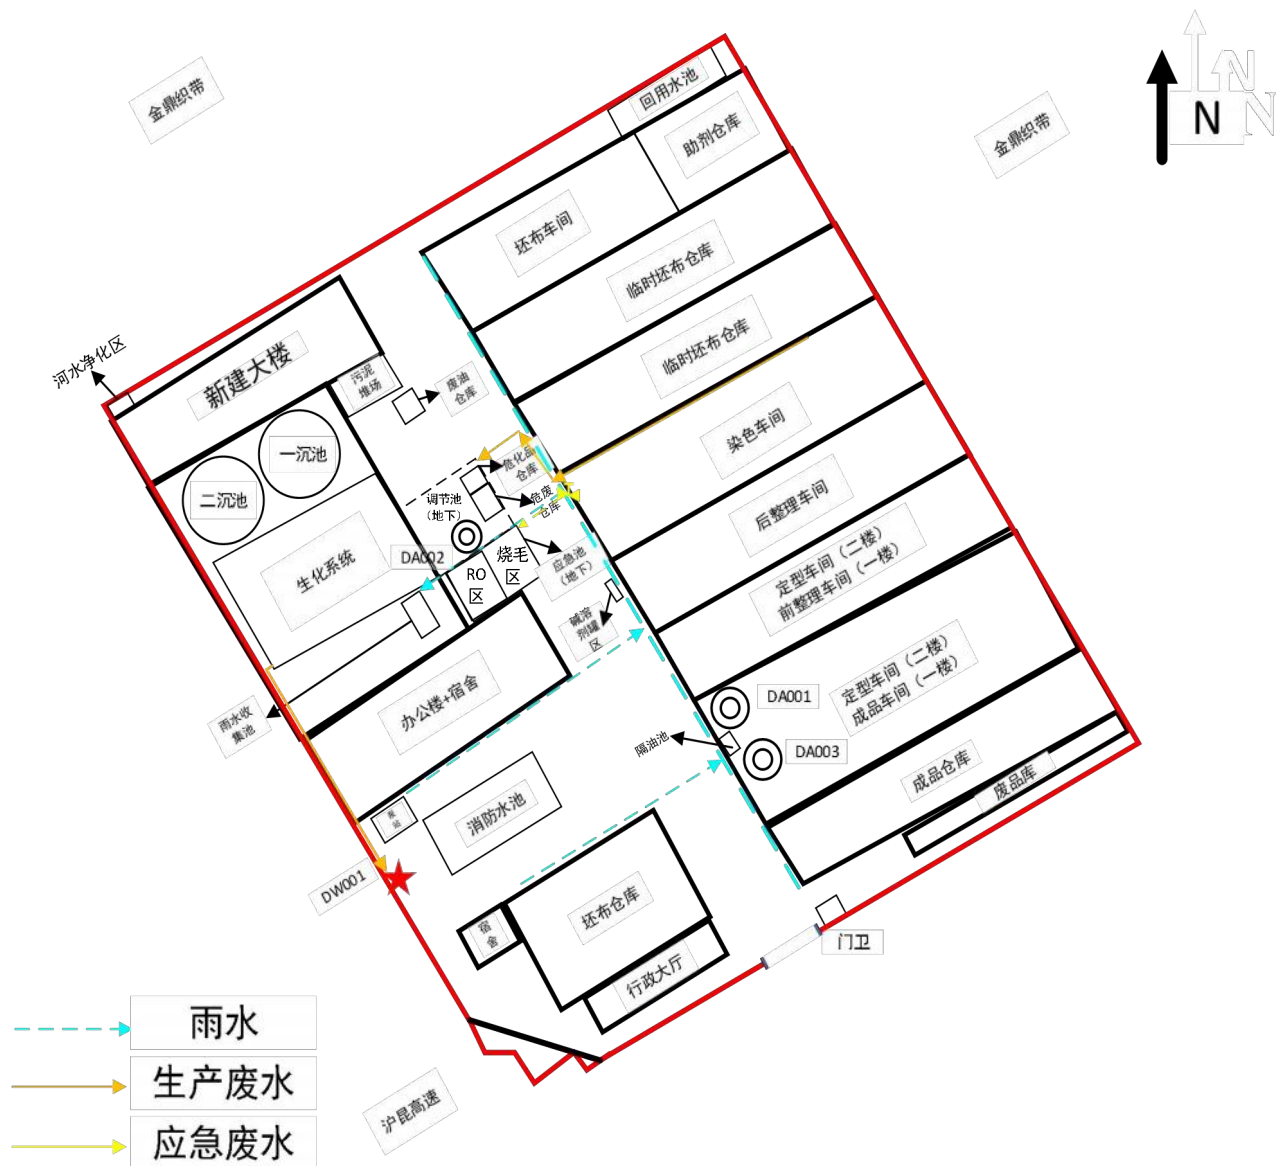 金鼎织带
回用水池
助剂仓库
金鼎织带
N
N
N
坯布车间
临时坯布仓库
临时坯布仓库
河水净化区
新建大楼
污泥
堆场
废油
仓库
一沉池
二沉池
染色车间
危化品
仓库
危废
仓库
调节池
（地下）
后整理车间
DA002
生化系统
烧毛
区
RO
区
应急池
（地下）
定型车间（二楼）
前整理车间（一楼）
碱溶
剂罐
区
定型车间（二楼）
成品车间（一楼）
办公楼+宿舍
雨水收
集池
DA001
隔油池
DA003
成品仓库
废品库
消防水池
泵
站
DW001
坯布仓库
宿
舍
门卫
行政大厅
雨水
生产废水
应急废水
沪昆高速